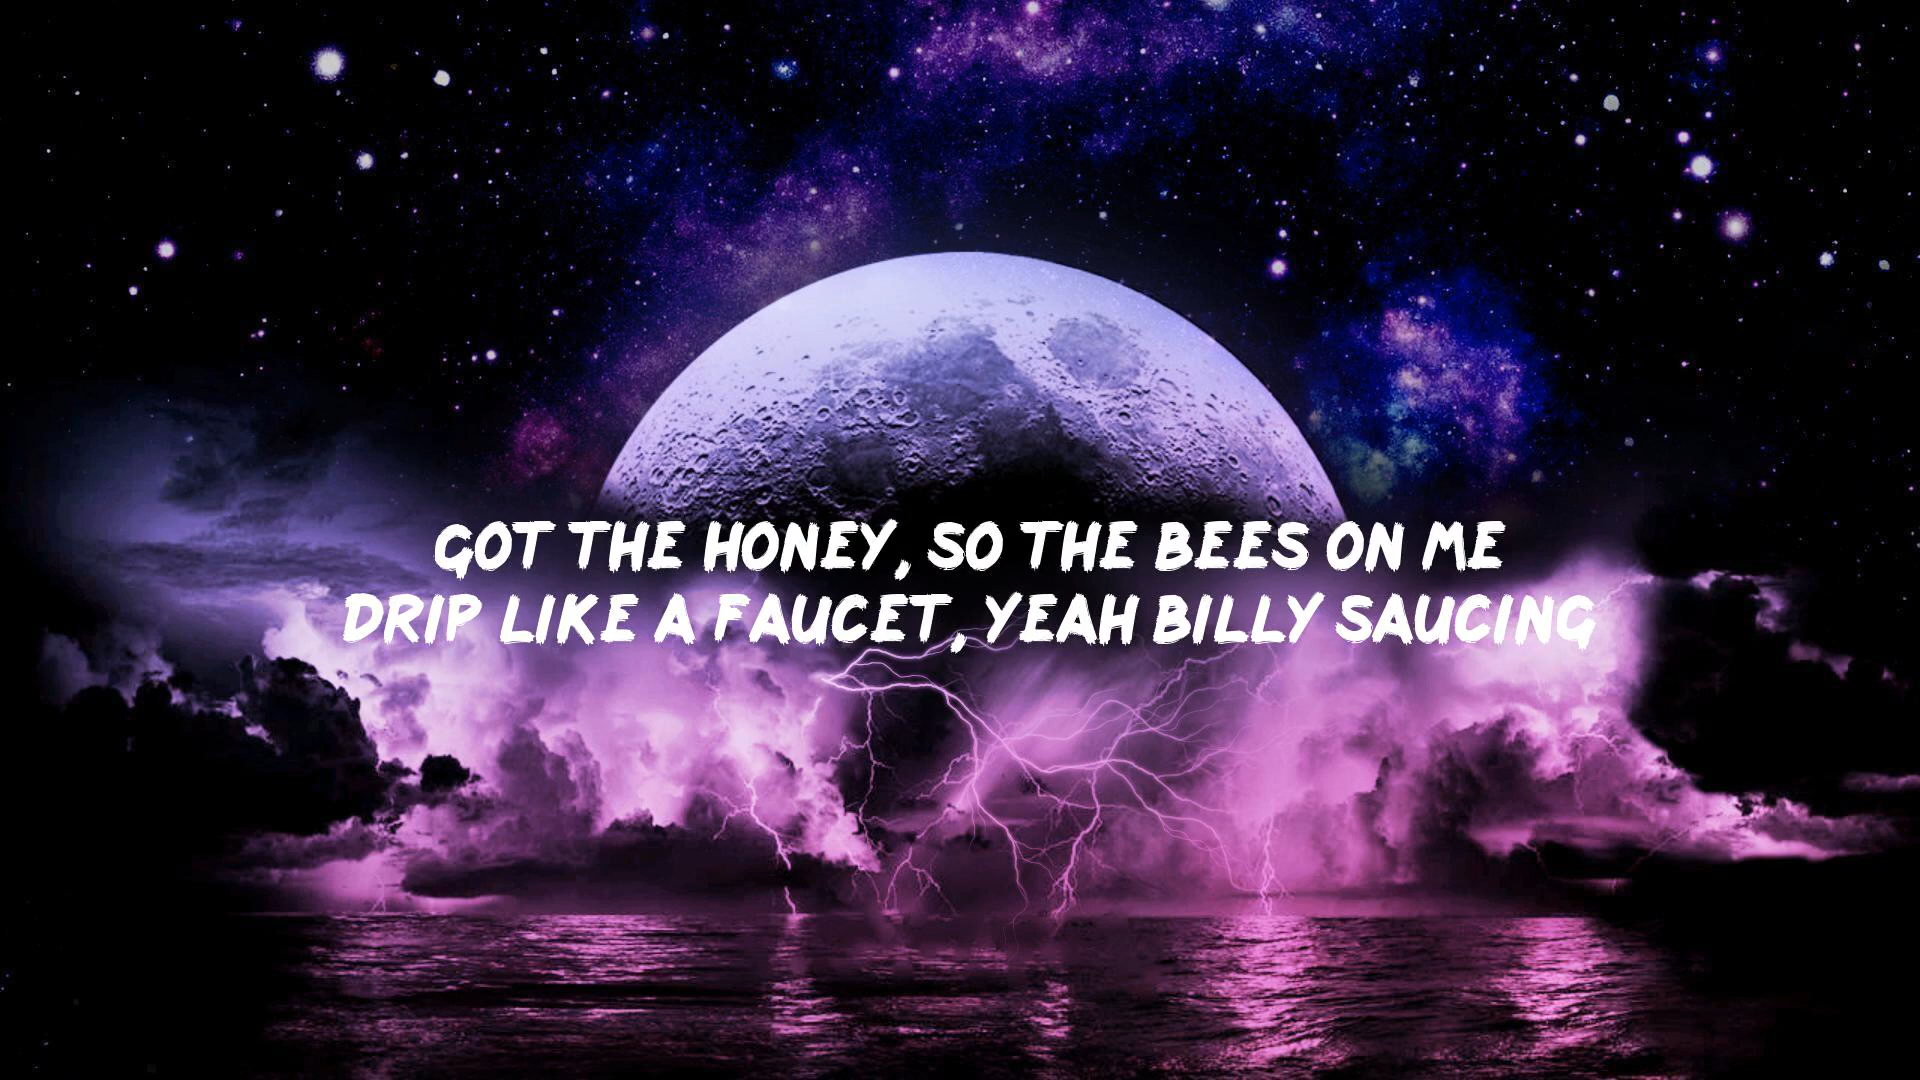 GOT THE HONEY, SO THE BEES ON ME
DRIP LIKE A FAUCET, YEAH BILLY SAUCING